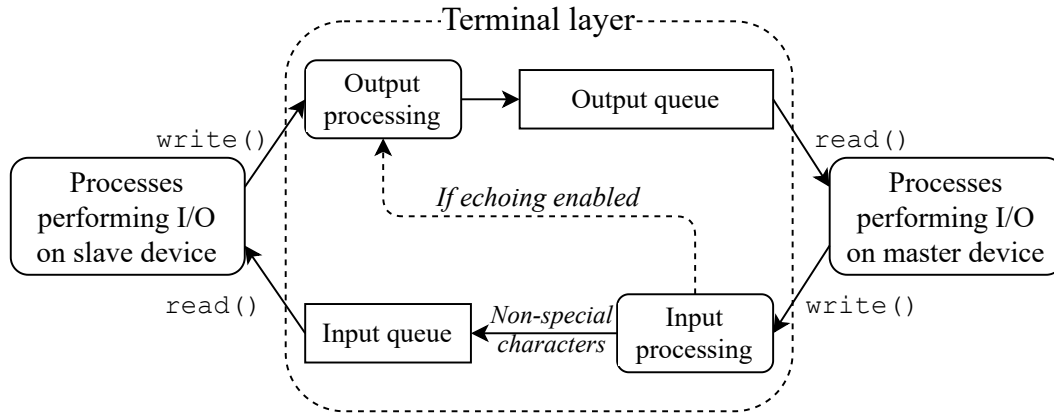 Terminal layer
Output
processing
Output queue
write()
read()
Processes
performing I/O
on slave device
If echoing enabled
Processes
performing I/O
on master device
read()
write()
Input queue
Non-special
characters
Input
processing